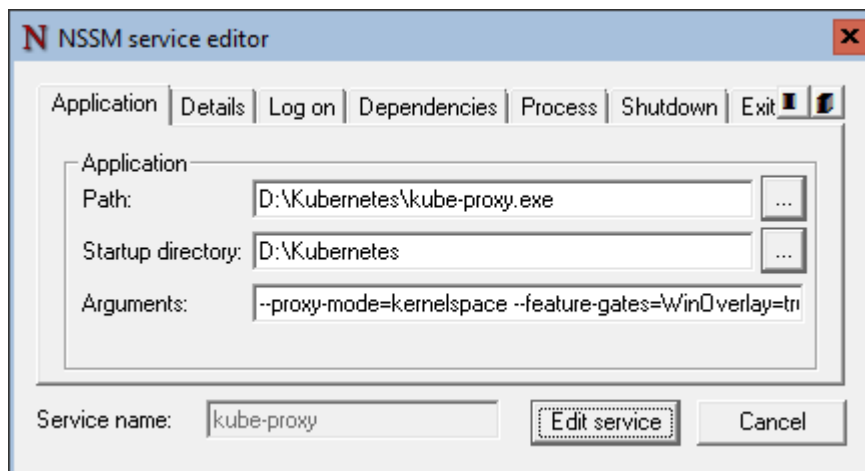 N NSSM service editor
Application Details Log on Dependencies Process Shutdown Exit
Application
Path: D:\Kubernetes\kube-proxy.exe ...
Startup directory: D:\Kubernetes ...
Arguments: --proxy-mode=kernelspace --feature-gates=WinOverlay=tru
Service name: kube-proxy Edit service Cancel